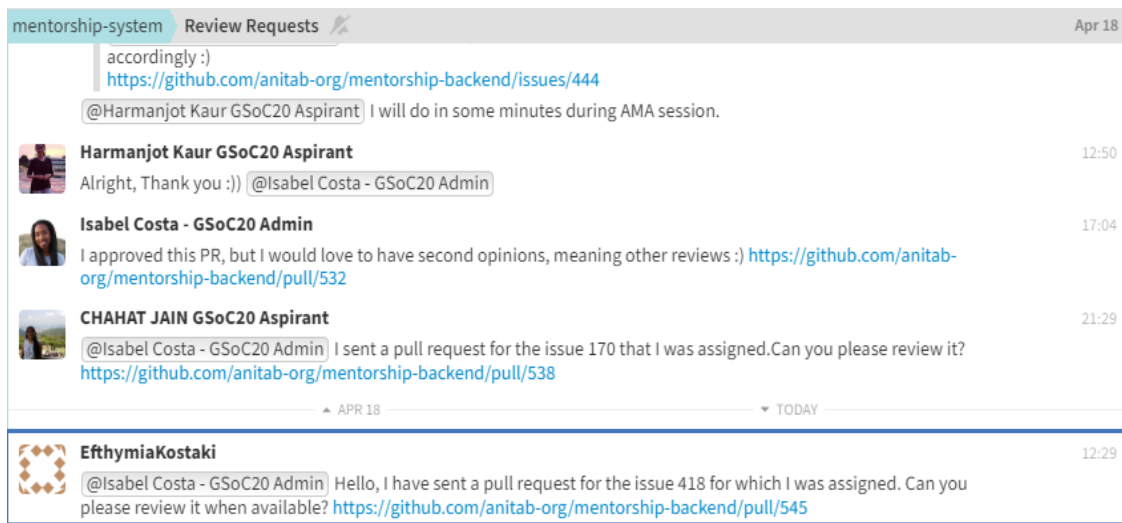 mentorship-system Review Requests Apr 18
accordingly :)
https://github.com/anitab-org/mentorship-backend/issues/444
@Harmanjot Kaur GSoC20 Aspirant I will do in some minutes during AMA session.
Harmanjot Kaur GSoC20 Aspirant 12:50
Alright, Thank you :)) @Isabel Costa - GSoC20 Admin
Isabel Costa - GSoC20 Admin 17:04
I approved this PR, but I would love to have second opinions, meaning other reviews :) https://github.com/anitab-
org/mentorship-backend/pull/532
CHAHAT JAIN GSoC20 Aspirant 21:29
@Isabel Costa - GSoC20 Admin I sent a pull request for the issue 170 that I was assigned.Can you please review it?
https://github.com/anitab-org/mentorship-backend/pull/538
APR 18 TODAY
EfthymiaKostaki 12:29
@Isabel Costa - GSoC20 Admin Hello, I have sent a pull request for the issue 418 for which I was assigned. Can you
please review it when available? https://github.com/anitab-org/mentorship-backend/pull/545